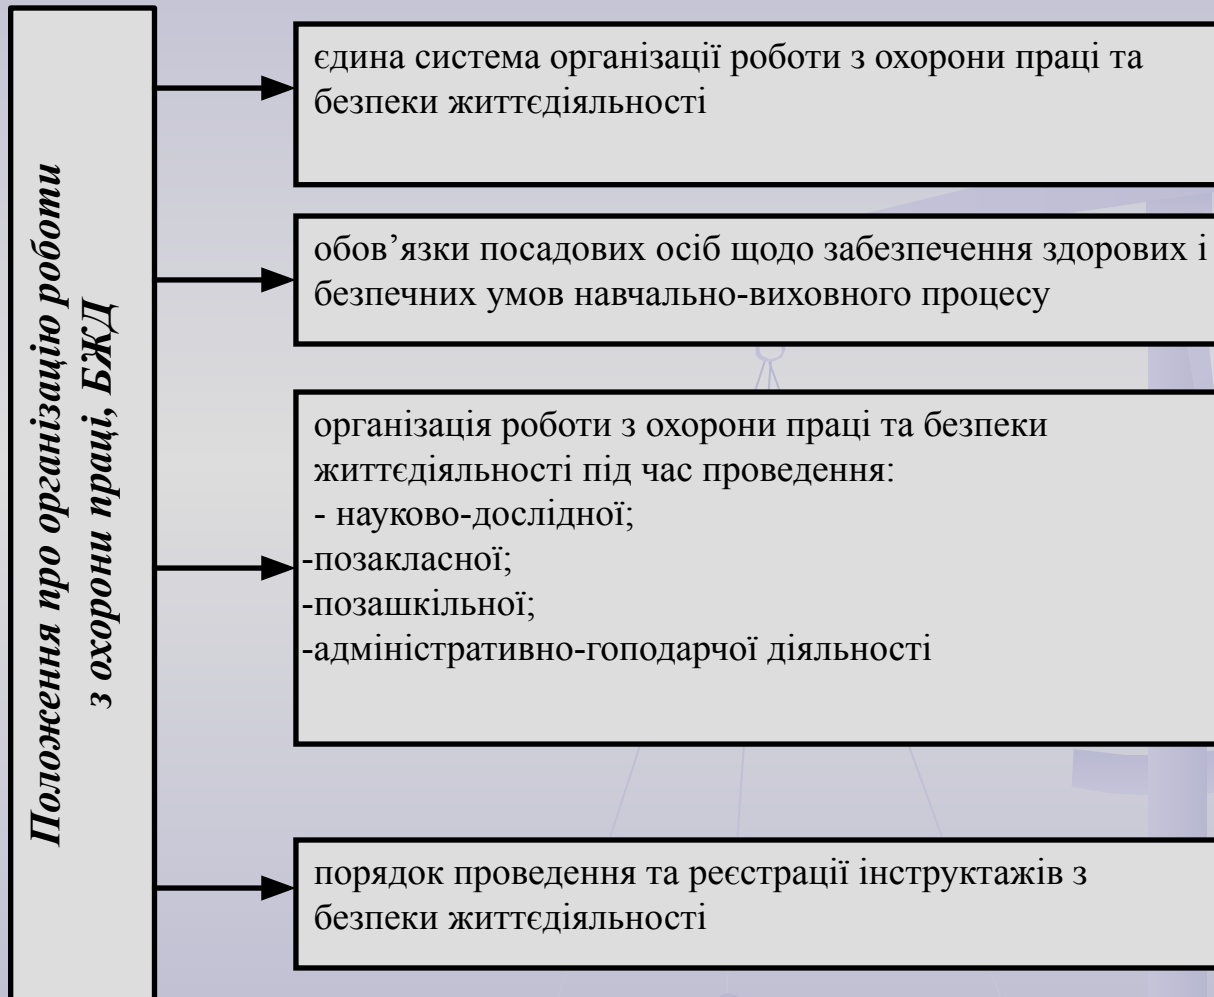 Положення про організацію роботи
з охорони праці, БЖД
єдина система організації роботи з охорони праці та
безпеки життєдіяльності
обов’язки посадових осіб щодо забезпечення здорових і
безпечних умов навчально-виховного процесу
організація роботи з охорони праці та безпеки
життєдіяльності під час проведення:
- науково-дослідної;
-позакласної;
-позашкільної;
-адміністративно-гоподарчої діяльності
порядок проведення та реєстрації інструктажів з
безпеки життєдіяльності